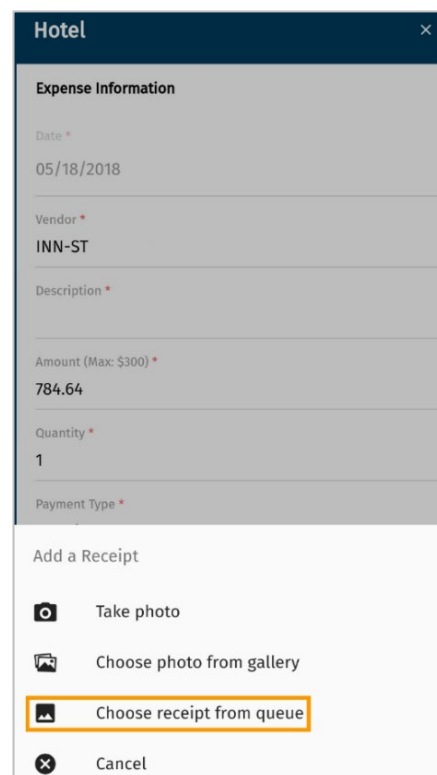 Hotel ×
Expense Information
Date *
05/18/2018
Vendor *
INN-ST
Description *
Amount (Max: $300) *
784.64
Quantity *
1
Payment Type *
Add a Receipt
Take photo
Choose photo from gallery
Choose receipt from queue
Cancel